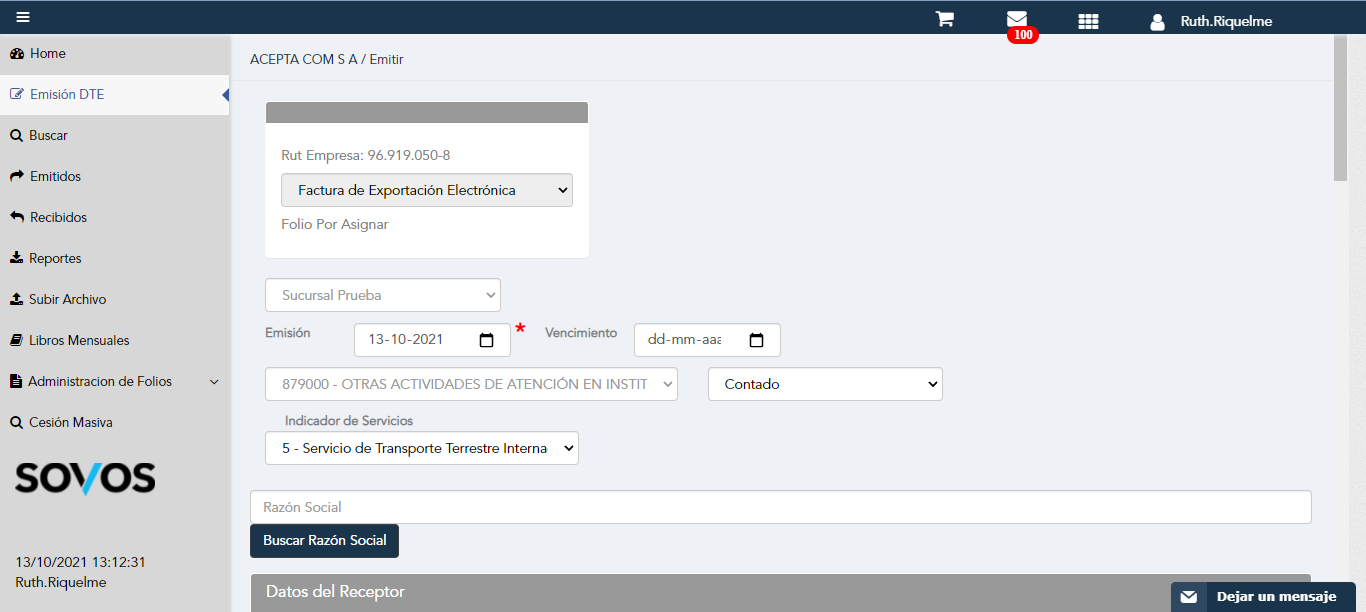 100
Ruth.Riquelme
Home
Emisión DTE
Buscar
Emitidos
Recibidos
Reportes
Subir Archivo
Libros Mensuales
Administracion de Folios
Cesión Masiva
SOVOS
13/10/2021 13:12:31
Ruth.Riquelme
ACEPTA COM S A / Emitir
Rut Empresa: 96.919.050-8
Factura de Exportación Electrónica
Folio Por Asignar
Sucursal Prueba
Emisión 13-10-2021 * Vencimiento dd-mm-aaa
879000 - OTRAS ACTIVIDADES DE ATENCIÓN EN INSTIT Contado
Indicador de Servicios
5 - Servicio de Transporte Terrestre Interna
Razón Social
Buscar Razón Social
Datos del Receptor
Dejar un mensaje